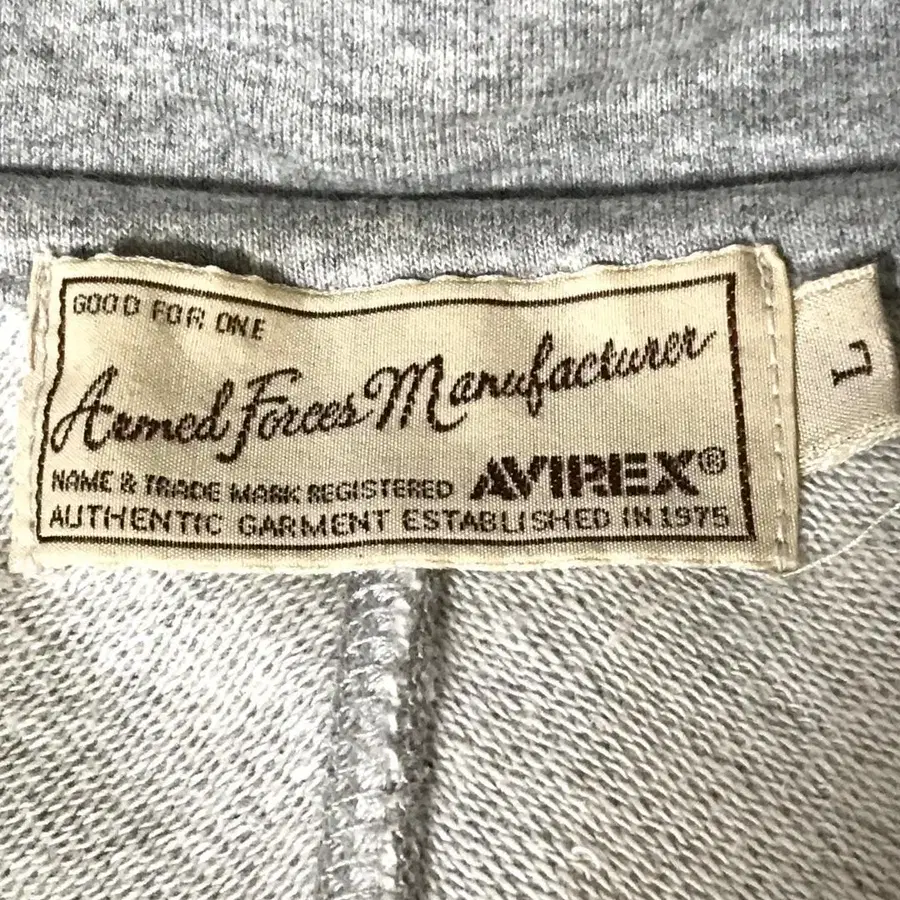 GOOD FOR ONE
Armed Forces Manufacturer
NAME & TRADE MARK REGISTERED AVIREX®
AUTHENTIC GARMENT ESTABLISHED IN 1975
L